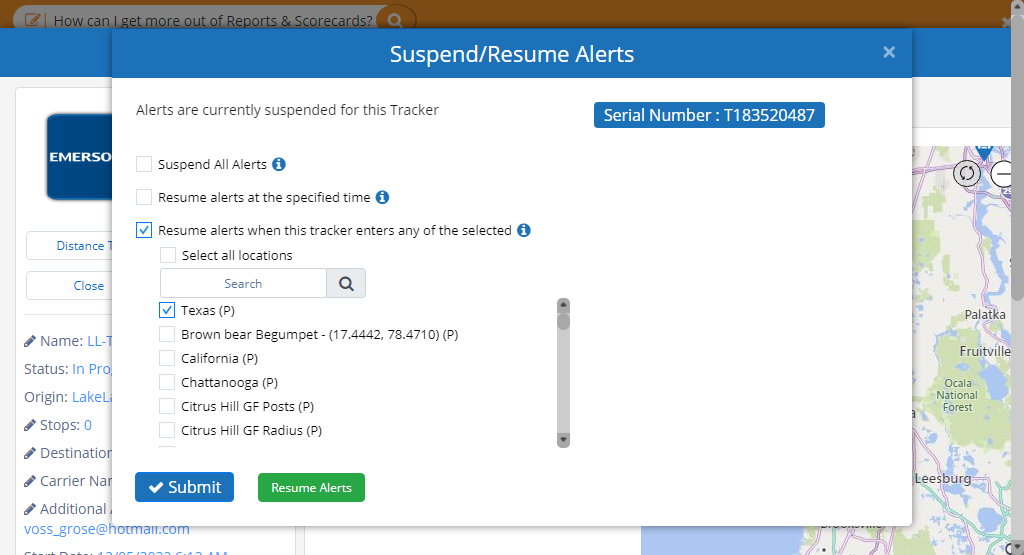 How can I get more out of Reports & Scorecards?
Suspend/Resume Alerts
×
Alerts are currently suspended for this Tracker
Serial Number : T183520487
Suspend All Alerts
Resume alerts at the specified time
Resume alerts when this tracker enters any of the selected
Select all locations
Search
Texas (P)
Brown bear Begumpet - (17.4442, 78.4710) (P)
California (P)
Chattanooga (P)
Citrus Hill GF Posts (P)
Citrus Hill GF Radius (P)
Submit
Resume Alerts
EMERSO
Distance T
Close
Name: LL-T
Status: In Pro
Origin: LakeLa
Stops: 0
Destination
Carrier Nar
Additional A
voss_grose@hotmail.com
Start Date: 12/05/2022 6:12 AM
Palatka
Fruitville
Ocala
National
Forest
Leesburg
Brooksville